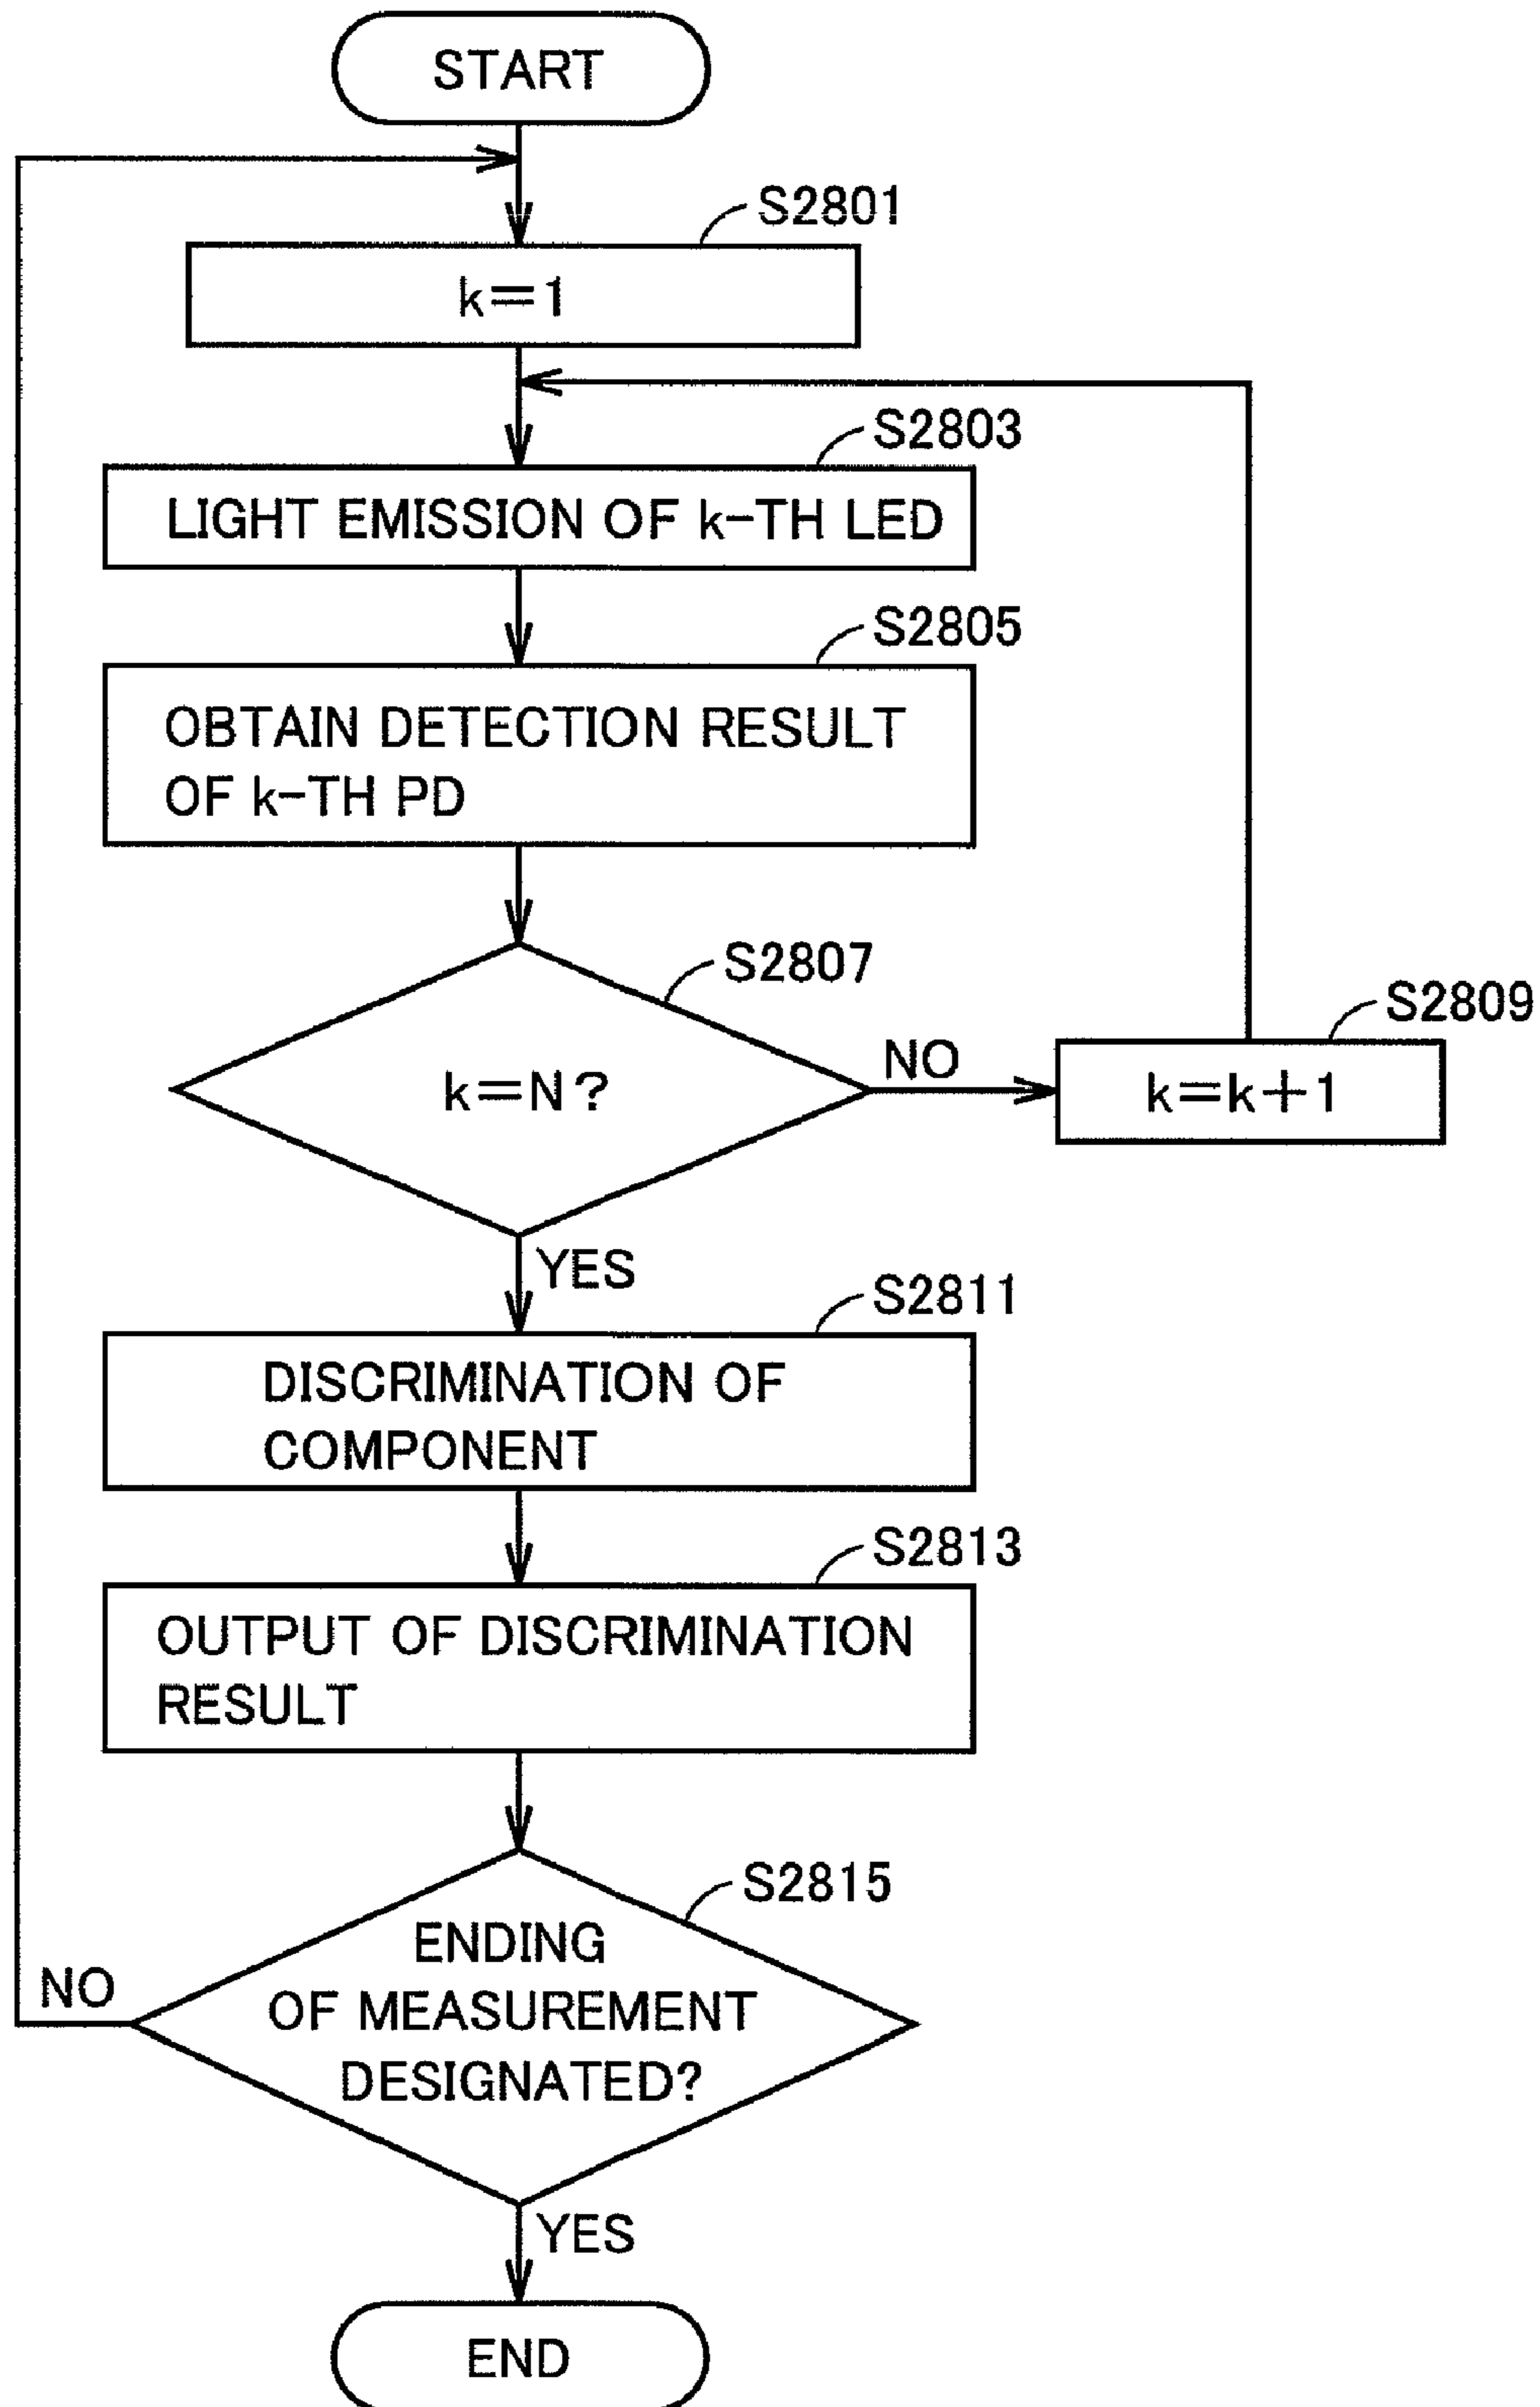 START
S2801
k=1
S2803
LIGHT EMISSION OF k-TH LED
S2805
OBTAIN DETECTION RESULT
OF k-TH PD
S2807
k=N?
NO
S2809
k=k+1
YES
S2811
DISCRIMINATION OF
COMPONENT
S2813
OUTPUT OF DISCRIMINATION
RESULT
S2815
ENDING
OF MEASUREMENT
DESIGNATED?
NO
YES
END